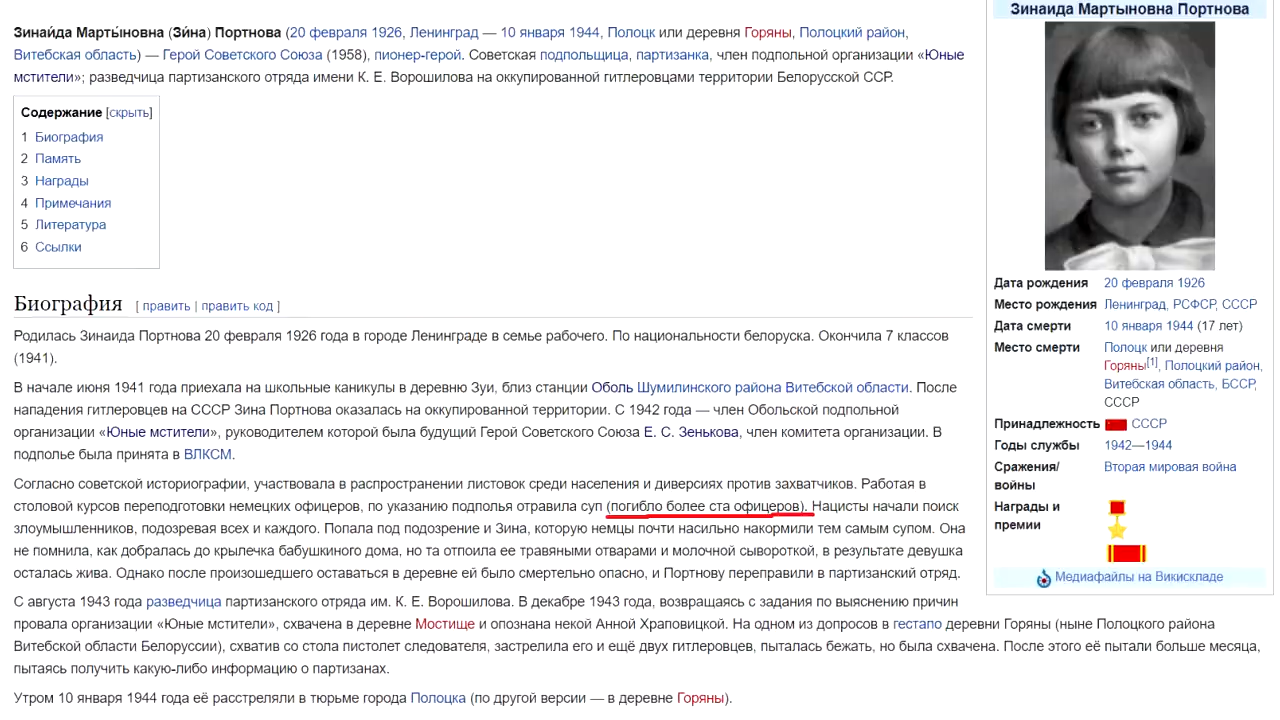 Зинаи́да Марты́новна (Зи́на) Портнова (20 февраля 1926, Ленинград — 10 января 1944, Полоцк или деревня Горяны, Полоцкий район,
Витебская область) — Герой Советского Союза (1958), пионер-герой. Советская подпольщица, партизанка, член подпольной организации «Юные
мстители»; разведчица партизанского отряда имени К. Е. Ворошилова на оккупированной гитлеровцами территории Белорусской ССР.
Содержание [скрыть]
1 Биография
2 Память
3 Награды
4 Примечания
5 Литература
6 Ссылки
Биография [ править | править код ]
Родилась Зинаида Портнова 20 февраля 1926 года в городе Ленинграде в семье рабочего. По национальности белоруска. Окончила 7 классов
(1941).
В начале июня 1941 года приехала на школьные каникулы в деревню Зуи, близ станции Оболь Шумилинского района Витебской области. После
нападения гитлеровцев на СССР Зина Портнова оказалась на оккупированной территории. С 1942 года — член Обольской подпольной
организации «Юные мстители», руководителем которой была будущий Герой Советского Союза Е. С. Зенькова, член комитета организации. В
подполье была принята в ВЛКСМ.
Согласно советской историографии, участвовала в распространении листовок среди населения и диверсиях против захватчиков. Работая в
столовой курсов переподготовки немецких офицеров, по указанию подполья отравила суп (погибло более ста офицеров). Нацисты начали поиск
злоумышленников, подозревая всех и каждого. Попала под подозрение и Зина, которую немцы почти насильно накормили тем самым супом. Она
не помнила, как добралась до крылечка бабушкиного дома, но та отпоила ее травяными отварами и молочной сывороткой, в результате девушка
осталась жива. Однако после произошедшего оставаться в деревне ей было смертельно опасно, и Портнову переправили в партизанский отряд.
С августа 1943 года разведчица партизанского отряда им. К. Е. Ворошилова. В декабре 1943 года, возвращаясь с задания по выяснению причин
провала организации «Юные мстители», схвачена в деревне Мостище и опознана некой Анной Храповицкой. На одном из допросов в гестапо деревни Горяны (ныне Полоцкого района
Витебской области Белоруссии), схватив со стола пистолет следователя, застрелила его и ещё двух гитлеровцев, пыталась бежать, но была схвачена. После этого её пытали больше месяца,
пытаясь получить какую-либо информацию о партизанах.
Утром 10 января 1944 года её расстреляли в тюрьме города Полоцка (по другой версии — в деревне Горяны).
Зинаида Мартыновна Портнова
Дата рождения 20 февраля 1926
Место рождения Ленинград, РСФСР, СССР
Дата смерти 10 января 1944 (17 лет)
Место смерти Полоцк или деревня
Горяны[1], Полоцкий район,
Витебская область, БССР,
СССР
Принадлежность СССР
Годы службы 1942—1944
Сражения/ Вторая мировая война
войны
Награды и
премии
Медиафайлы на Викискладе